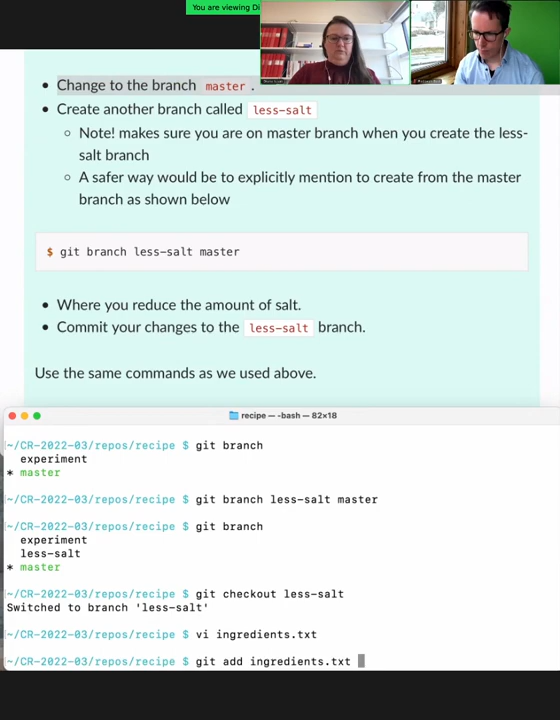 You are viewing Di
• Change to the branch master .
• Create another branch called less-salt
◦ Note! makes sure you are on master branch when you create the less-
salt branch
◦ A safer way would be to explicitly mention to create from the master
branch as shown below
$ git branch less-salt master
• Where you reduce the amount of salt.
• Commit your changes to the less-salt branch.
Use the same commands as we used above.
recipe — -bash — 82×18
[~/CR-2022-03/repos/recipe $ git branch
experiment
* master
[~/CR-2022-03/repos/recipe $ git branch less-salt master
[~/CR-2022-03/repos/recipe $ git branch
experiment
less-salt
* master
[~/CR-2022-03/repos/recipe $ git checkout less-salt
Switched to branch 'less-salt'
[~/CR-2022-03/repos/recipe $ vi ingredients.txt
~/CR-2022-03/repos/recipe $ git add ingredients.txt